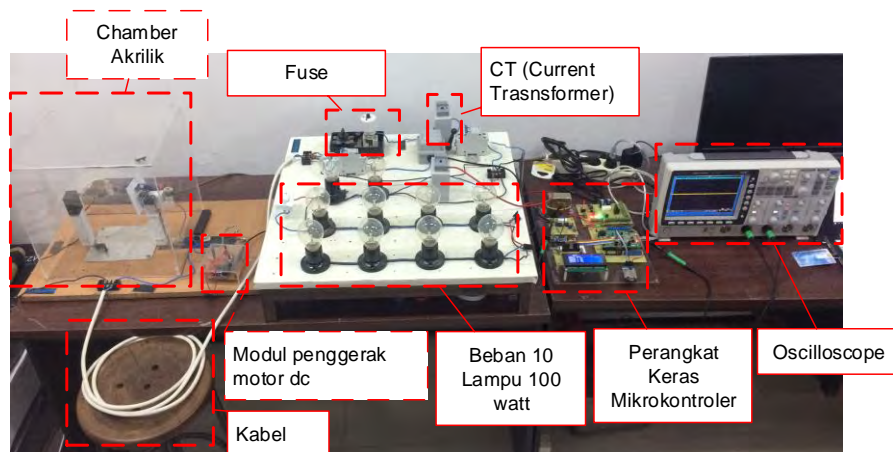 Chamber
Akrilik
Fuse
CT (Current
Trasnsformer)
Modul penggerak
motor dc
Beban 10
Lampu 100
watt
Perangkat
Keras
Mikrokontroler
Oscilloscope
Kabel